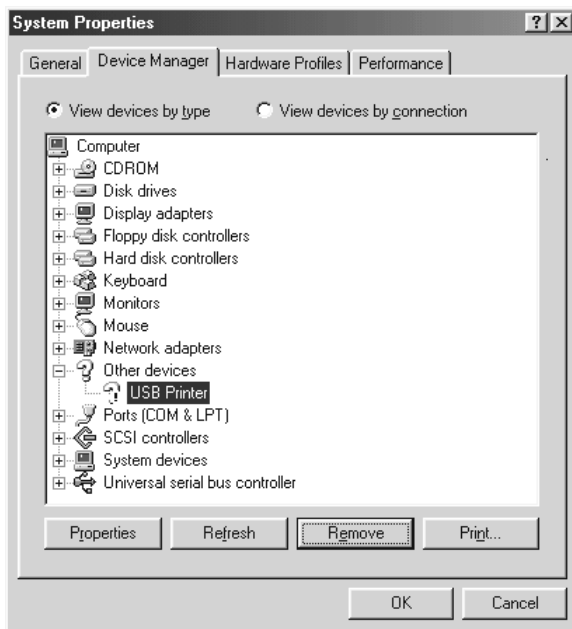 System Properties
General Device Manager Hardware Profiles Performance
View devices by type View devices by connection
Computer
CDROM
Disk drives
Display adapters
Floppy disk controllers
Hard disk controllers
Keyboard
Monitors
Mouse
Network adapters
Other devices
USB Printer
Ports (COM & LPT)
SCSI controllers
System devices
Universal serial bus controller
Properties Refresh Remove Print...
OK Cancel